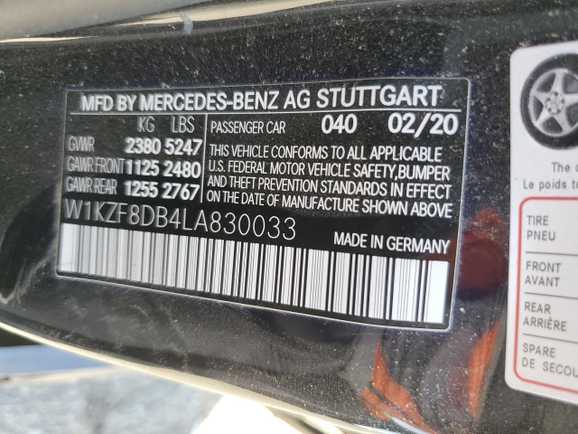 MFD BY MERCEDES-BENZ AG STUTTGART
KG LBS
GVWR 2380 5247
GAWR FRONT 1125 2480
GAWR REAR 1255 2767
PASSENGER CAR 040 02/20
THIS VEHICLE CONFORMS TO ALL APPLICABLE
U.S. FEDERAL MOTOR VEHICLE SAFETY, BUMPER
AND THEFT PREVENTION STANDARDS IN EFFECT
ON THE DATE OF MANUFACTURE SHOWN ABOVE
W1KZF8DB4LA830033
MADE IN GERMANY
The
Le poids to
TIRE
PNEU
FRONT
AVANT
REAR
ARRIÈRE
SPARE
DE SECOU